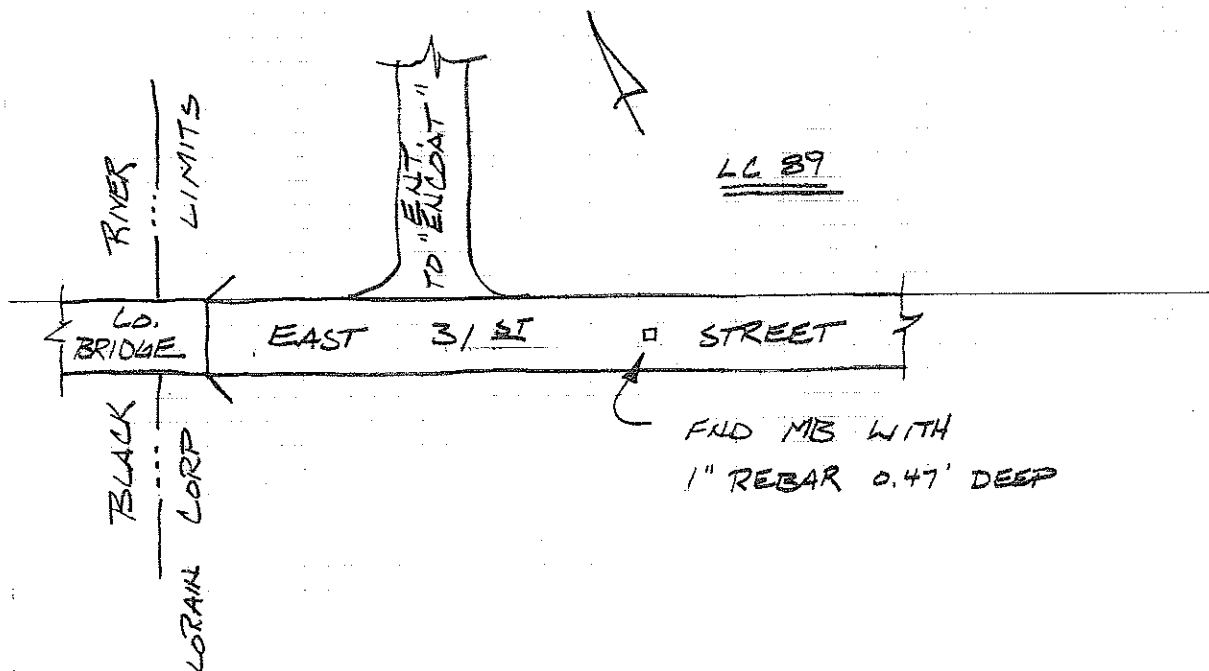 RIVER
LIMITS
ENT.
TO "ENCOAT"
LC 89
CO.
BRIDGE
EAST 31ST STREET
BLACK
LORAIN CORP
FND MB WITH
1" REBAR 0.47' DEEP